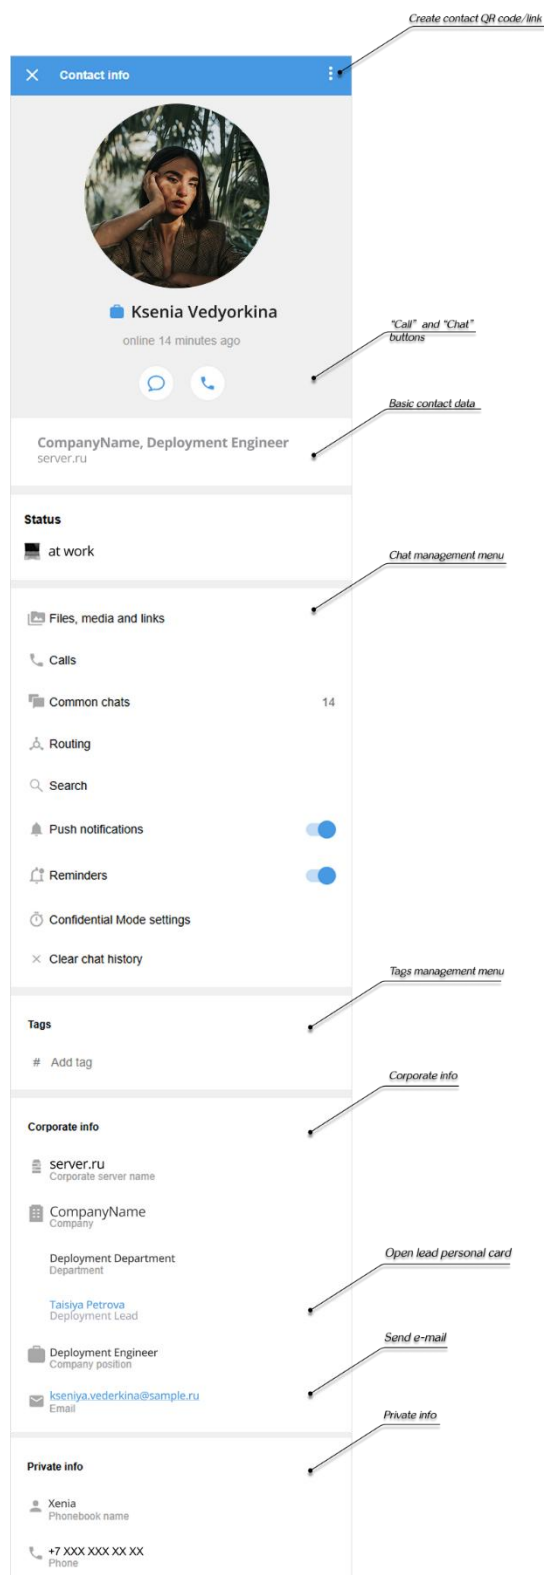 Create contact QR code/link
Contact info
Ksenia Vedyorkina
online 14 minutes ago
"Call" and "Chat"
buttons
Basic contact data
CompanyName, Deployment Engineer
server.ru
Status
at work
Chat management menu
Files, media and links
Calls
Common chats 14
Routing
Search
Push notifications
Reminders
Confidential Mode settings
Clear chat history
Tags management menu
Tags
# Add tag
Corporate info
Corporate info
server.ru
Corporate server name
CompanyName
Company
Deployment Department
Department
Open lead personal card
Taisiya Petrova
Deployment Lead
Send e-mail
Deployment Engineer
Company position
kseniya.vederkina@sample.ru
Email
Private info
Private info
Xenia
Phonebook name
+7 XXX XXX XX XX
Phone